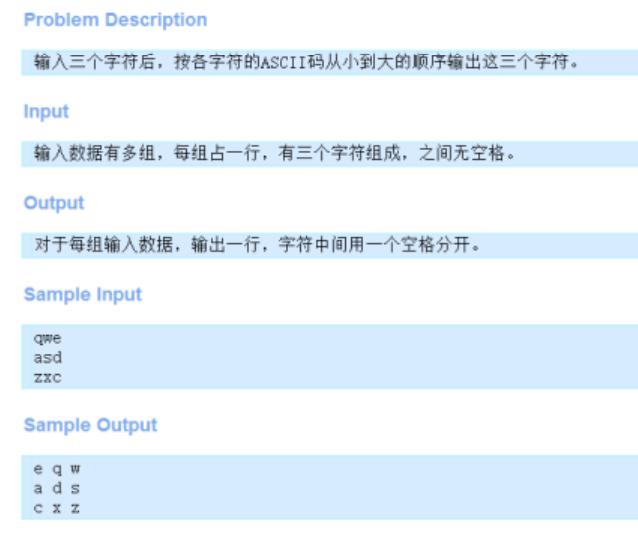 Problem Description
输入三个字符后，按各字符的ASCII码从小到大的顺序输出这三个字符。
Input
输入数据有多组，每组占一行，有三个字符组成，之间无空格。
Output
对于每组输入数据，输出一行，字符中间用一个空格分开。
Sample Input
qwe
asd
zxc
Sample Output
e q w
a d s
c x z